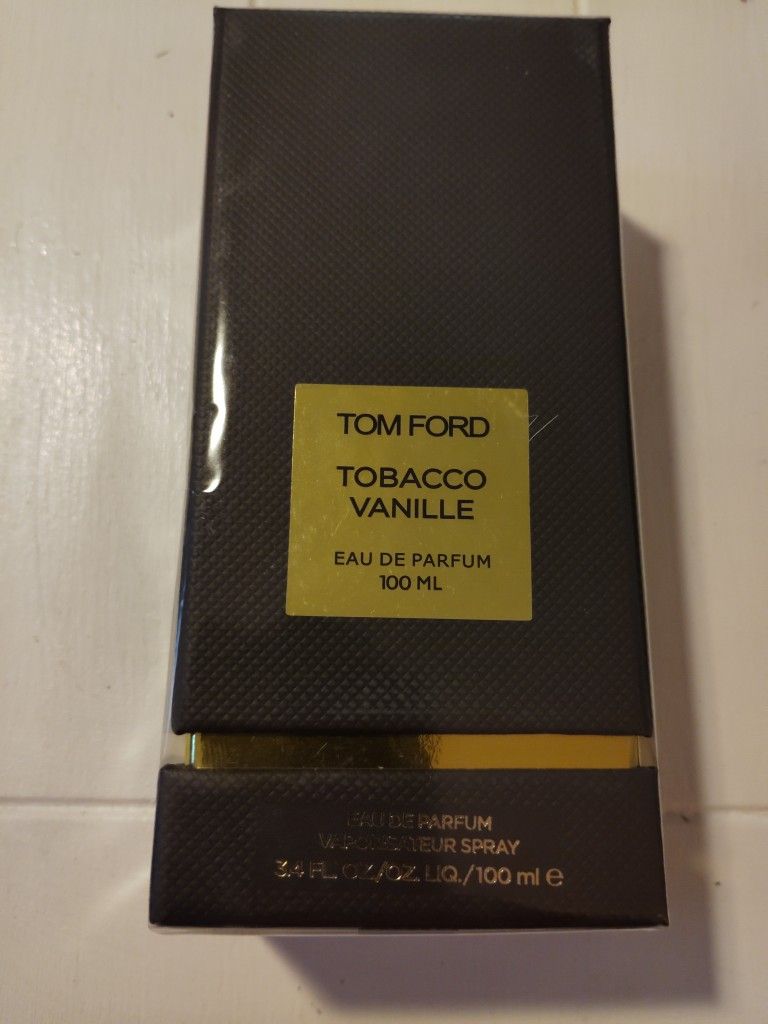 TOM FORD
TOBACCO
VANILLE
EAU DE PARFUM
100 ML
EAU DE PARFUM
VAPORISATEUR SPRAY
3.4 FL. OZ./OZ. LIQ./100 ml e